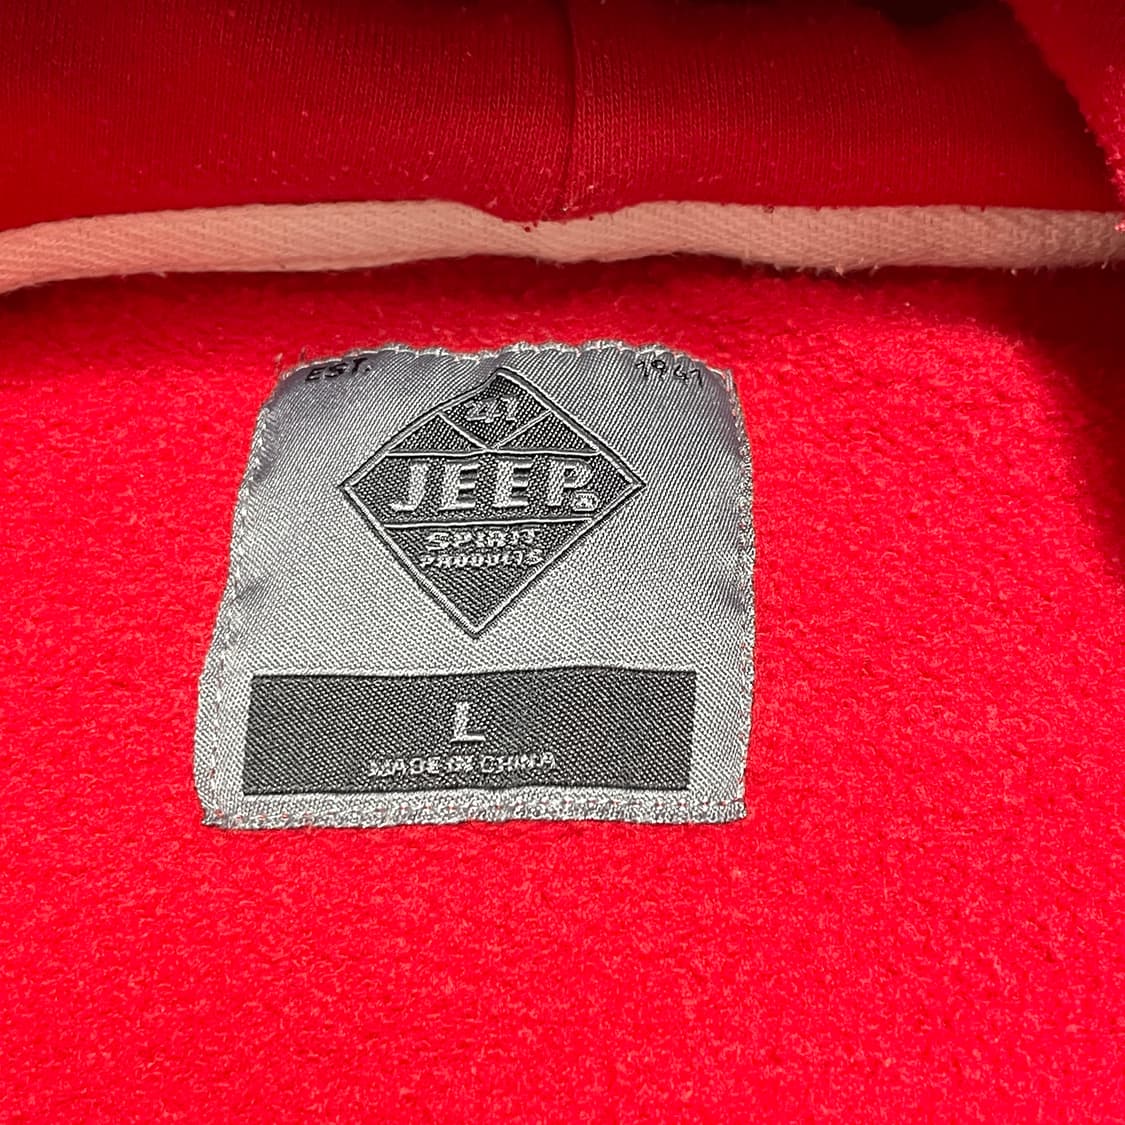 EST. 1941
41
JEEP
SPIRIT
PRODUCTS
L
MADE IN CHINA